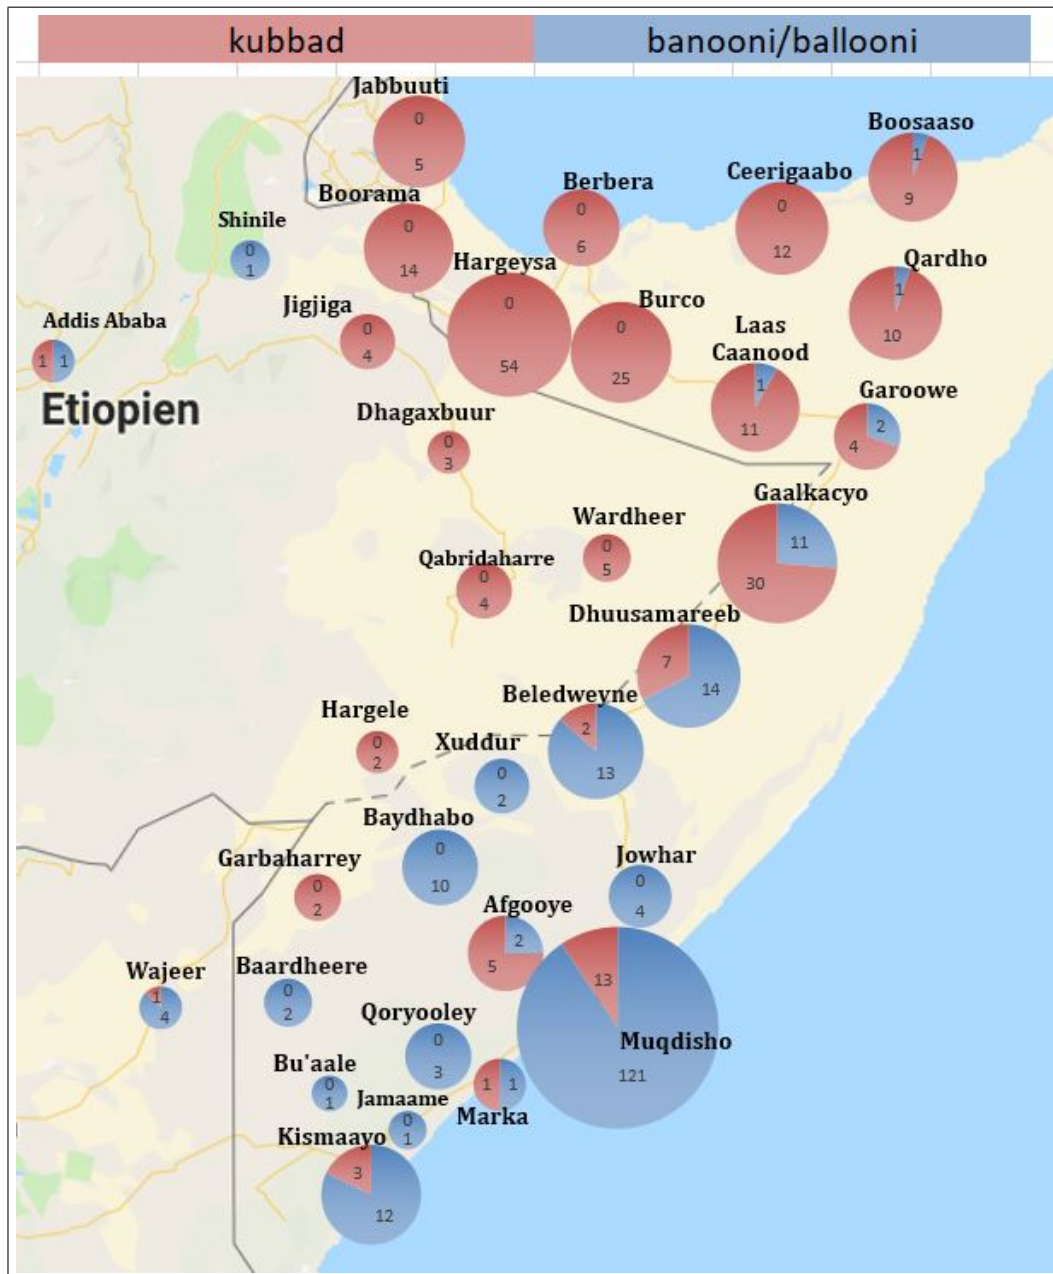 kubbad banooni/ballooni
Jabbuuti
0
5
Boosaaso
1
9
Boorama
0
14
Berbera
0
6
Ceerigaabo
0
12
Shinile
0
1
Hargeysa
0
54
Qardho
1
10
Jigjiga
0
4
Burco
0
25
Addis Ababa
1 1
Laas
Caanood
1
11
Etiopien
Garoowe
2
4
Dhagaxbuur
0
3
Gaalkacyo
11
30
Wardheer
0
5
Qabridaharre
0
4
Dhuusamareeb
7
14
Beledweyne
2
13
Hargele
0
2
Xuddur
0
2
Baydhabo
0
10
Garbaharrey
0
2
Jowhar
0
4
Afgooye
2
5
Wajeer
1
4
Baardheere
0
2
Muqdisho
13
121
Qoryooley
0
3
Bu'aale
0
1
Jamaame
0
1
Marka
1 1
Kismaayo
3
12